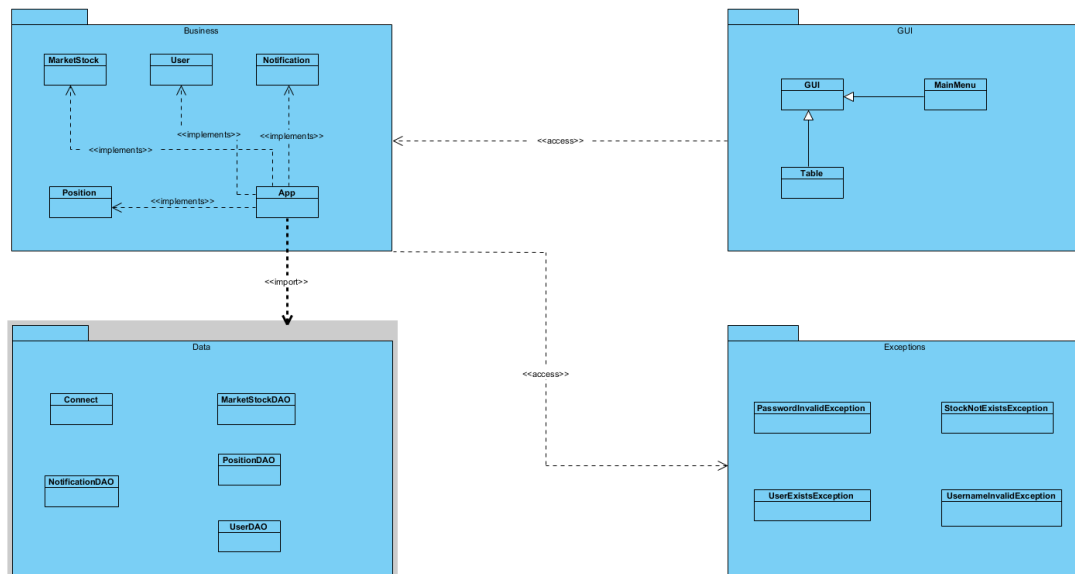 Business
MarketStock
User
Notification
<<implements>>
<<implements>>
<<implements>>
Position
<<implements>>
App
<<import>>
<<access>>
GUI
GUI
MainMenu
Table
Data
Connect
MarketStockDAO
PositionDAO
NotificationDAO
UserDAO
<<access>>
Exceptions
PasswordInvalidException
StockNotExistsException
UserExistsException
UsernameInvalidException